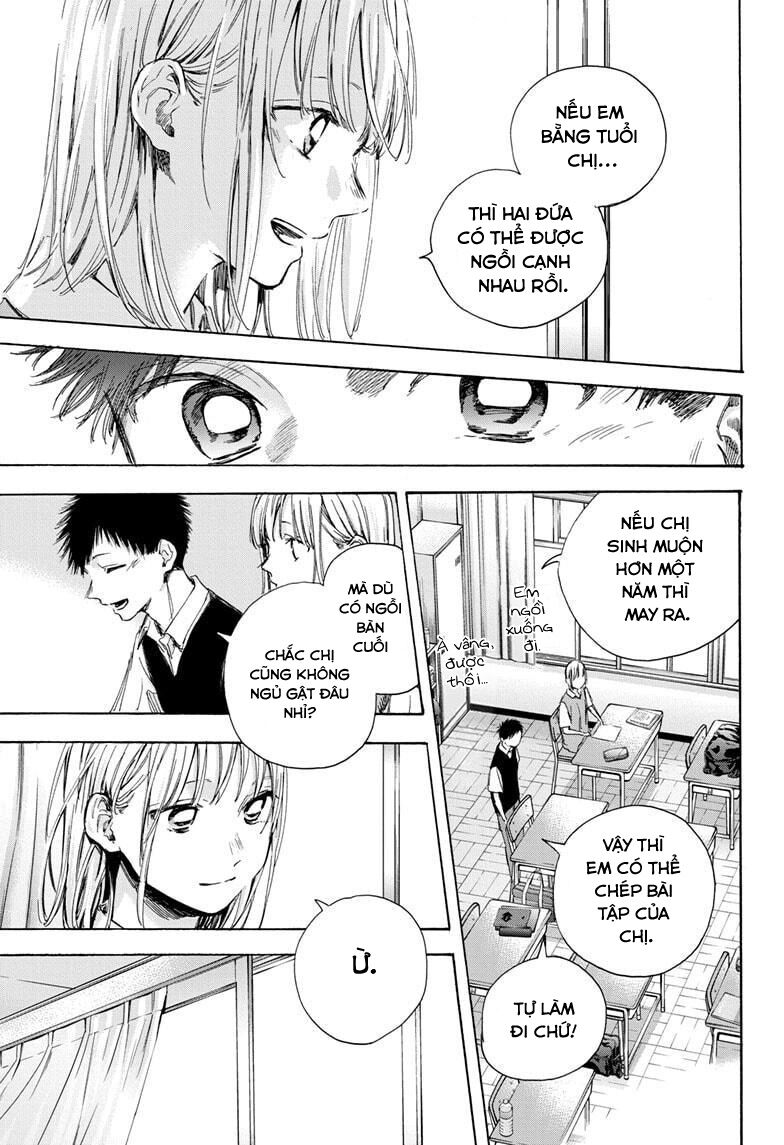 NẾU EM
BẰNG TUỔI
CHỊ...
THÌ HAI ĐỨA
CÓ THỂ ĐƯỢC
NGỒI CẠNH
NHAU RỒI.
NẾU CHỊ
SINH MUỘN
HƠN MỘT
NĂM THÌ
MAY RA.
Em
ngồi
xuống
đi.
À vâng,
được
thôi...
VẬY THÌ
EM CÓ THỂ
CHÉP BÀI
TẬP CỦA
CHỊ.
TỰ LÀM
ĐI CHỨ!
MÀ DÙ
CÓ NGỒI
BÀN
CUỐI
CHẮC CHỊ
CŨNG KHÔNG
NGỦ GẬT ĐÂU
NHỈ?
Ừ.